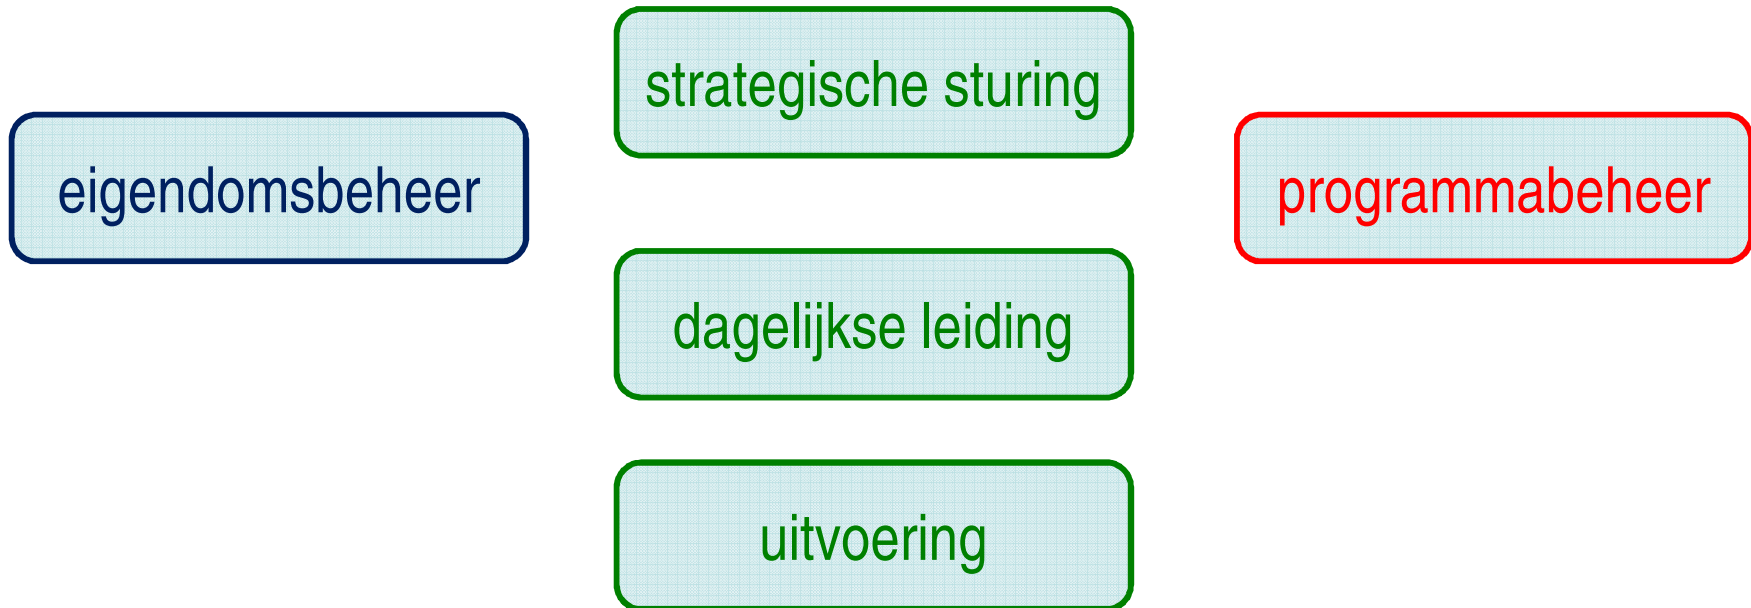 strategische sturing
eigendomsbeheer
programmabeheer
dagelijkse leiding
uitvoering